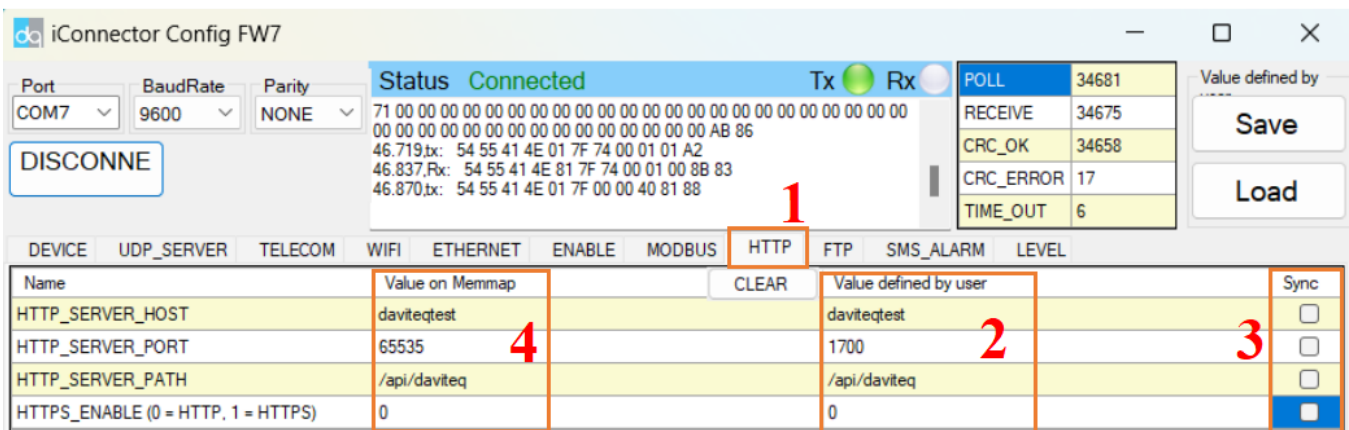 dq iConnector Config FW7
Port BaudRate Parity
COM7 9600 NONE
DISCONNE
Status Connected Tx Rx
71 00 00 00 00 00 00 00 00 00 00 00 00 00 00 00 00 00 00 00 00 00 00 00 00 00 00 00
00 00 00 00 00 00 00 00 00 00 00 00 00 00 00 00 00 AB 86
46.719,tx: 54 55 41 4E 01 7F 74 00 01 01 A2
46.837,Rx: 54 55 41 4E 81 7F 74 00 01 00 8B 83
46.870,tx: 54 55 41 4E 01 7F 00 00 40 81 88
POLL 34681
RECEIVE 34675
CRC_OK 34658
CRC_ERROR 17
TIME_OUT 6
Value defined by
Save
Load
1
DEVICE UDP_SERVER TELECOM WIFI ETHERNET ENABLE MODBUS HTTP FTP SMS_ALARM LEVEL
Name Value on Memmap CLEAR Value defined by user Sync
HTTP_SERVER_HOST daviteqtest daviteqtest
HTTP_SERVER_PORT 65535 4 1700 2 3
HTTP_SERVER_PATH /api/daviteq /api/daviteq
HTTPS_ENABLE (0 = HTTP, 1 = HTTPS) 0 0